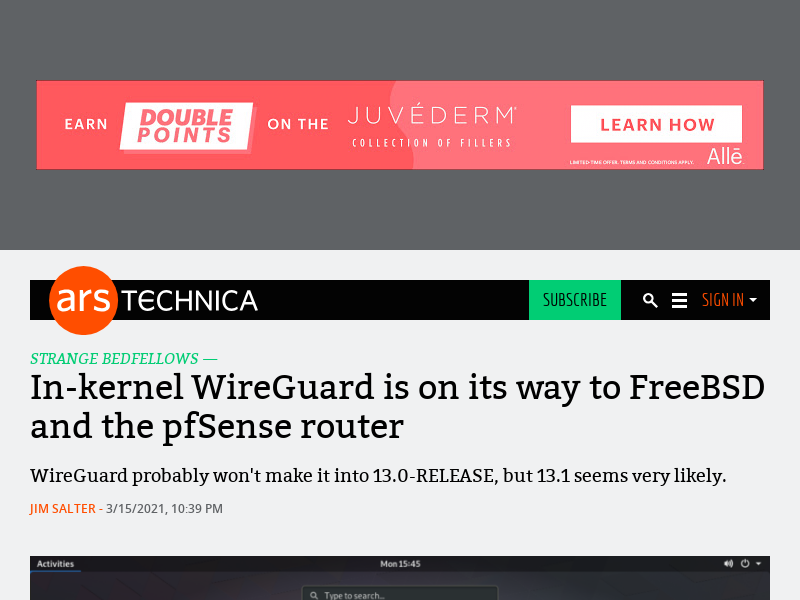 EARN DOUBLE POINTS ON THE JUVÉDERM® COLLECTION OF FILLERS
LEARN HOW
LIMITED-TIME OFFER. TERMS AND CONDITIONS APPLY.
Allē
ars TECHNICA
SUBSCRIBE
SIGN IN
STRANGE BEDFELLOWS —
In-kernel WireGuard is on its way to FreeBSD
and the pfSense router
WireGuard probably won't make it into 13.0-RELEASE, but 13.1 seems very likely.
JIM SALTER - 3/15/2021, 10:39 PM
Activities
Mon 15:45
Type to search...